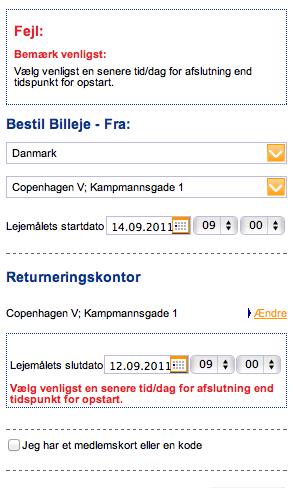 Fejl:
Bemærk venligst:
Vælg venligst en senere tid/dag for afslutning end
tidspunkt for opstart.
Bestil Billeje - Fra:
Danmark
Copenhagen V; Kampmannsgade 1
Lejemålets startdato 14.09.2011 09 00
Returneringskontor
Copenhagen V; Kampmannsgade 1 Ændre
Lejemålets slutdato 12.09.2011 09 00
Vælg venligst en senere tid/dag for afslutning end
tidspunkt for opstart.
Jeg har et medlemskort eller en kode